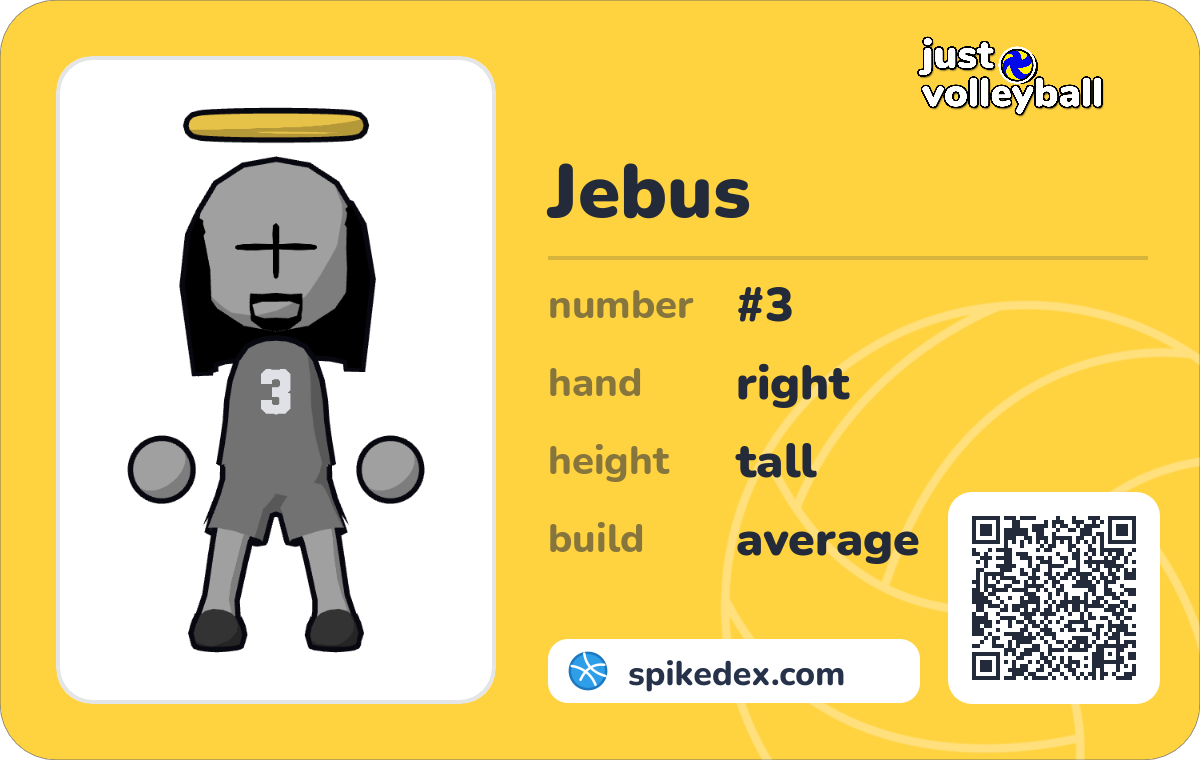 just
volleyball
Jebus
number #3
hand right
height tall
build average
3
spikedex.com